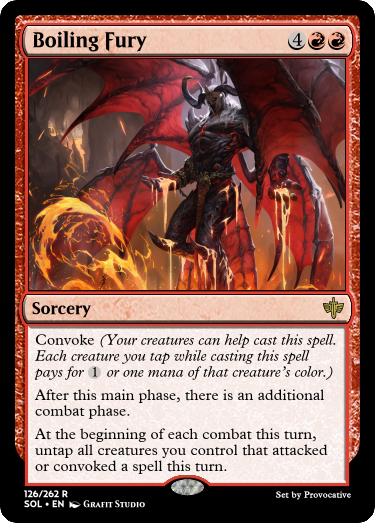 Boiling Fury 4
Sorcery
Convoke (Your creatures can help cast this spell.
Each creature you tap while casting this spell
pays for 1 or one mana of that creature's color.)
After this main phase, there is an additional
combat phase.
At the beginning of each combat this turn,
untap all creatures you control that attacked
or convoked a spell this turn.
126/262 R
SOL • EN Grafit Studio
Set by Provocative